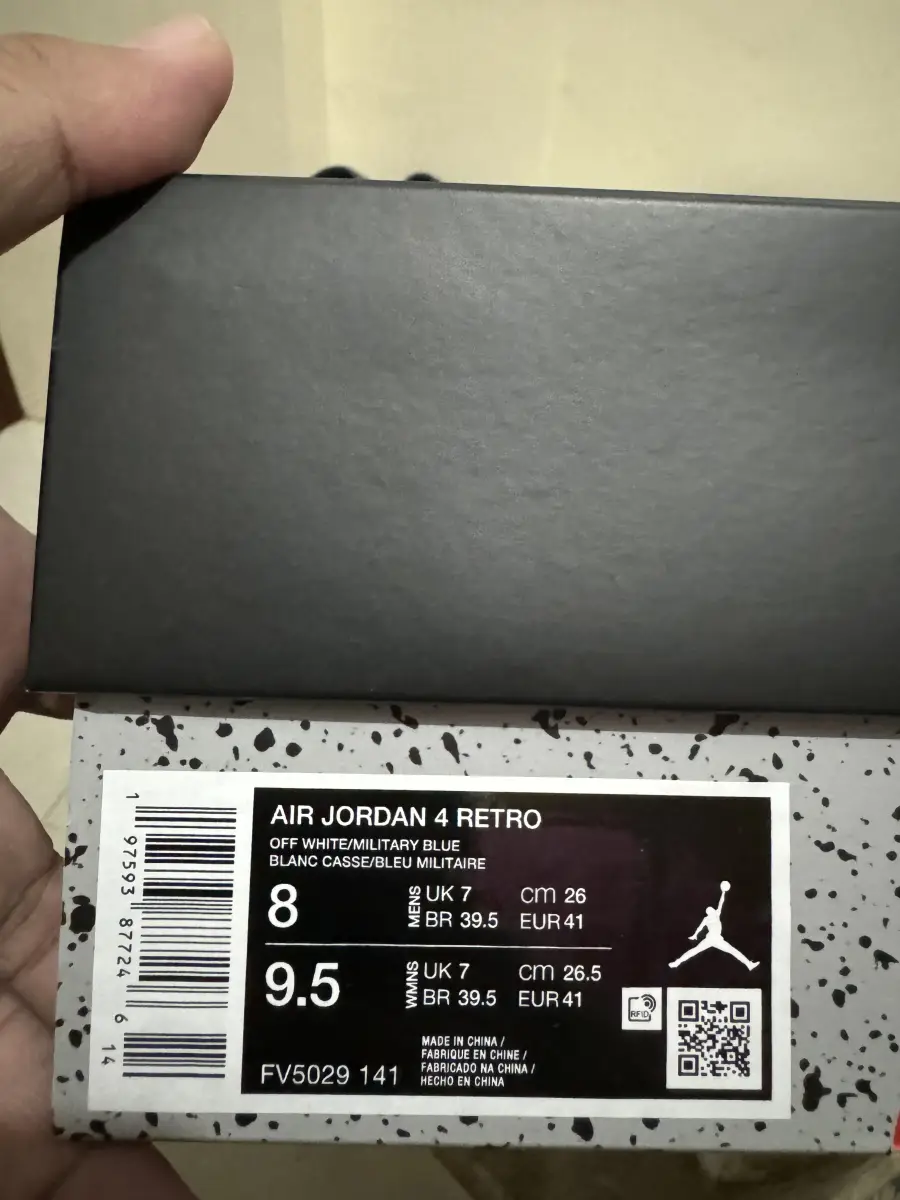 AIR JORDAN 4 RETRO
OFF WHITE/MILITARY BLUE
BLANC CASSE/BLEU MILITAIRE
8 MENS UK 7 cm 26
BR 39.5 EUR 41
9.5 WMNS UK 7 cm 26.5
BR 39.5 EUR 41
RFID
MADE IN CHINA /
FABRIQUE EN CHINE /
FABRICADO NA CHINA /
HECHO EN CHINA
FV5029 141
1 97593 87724 6 14